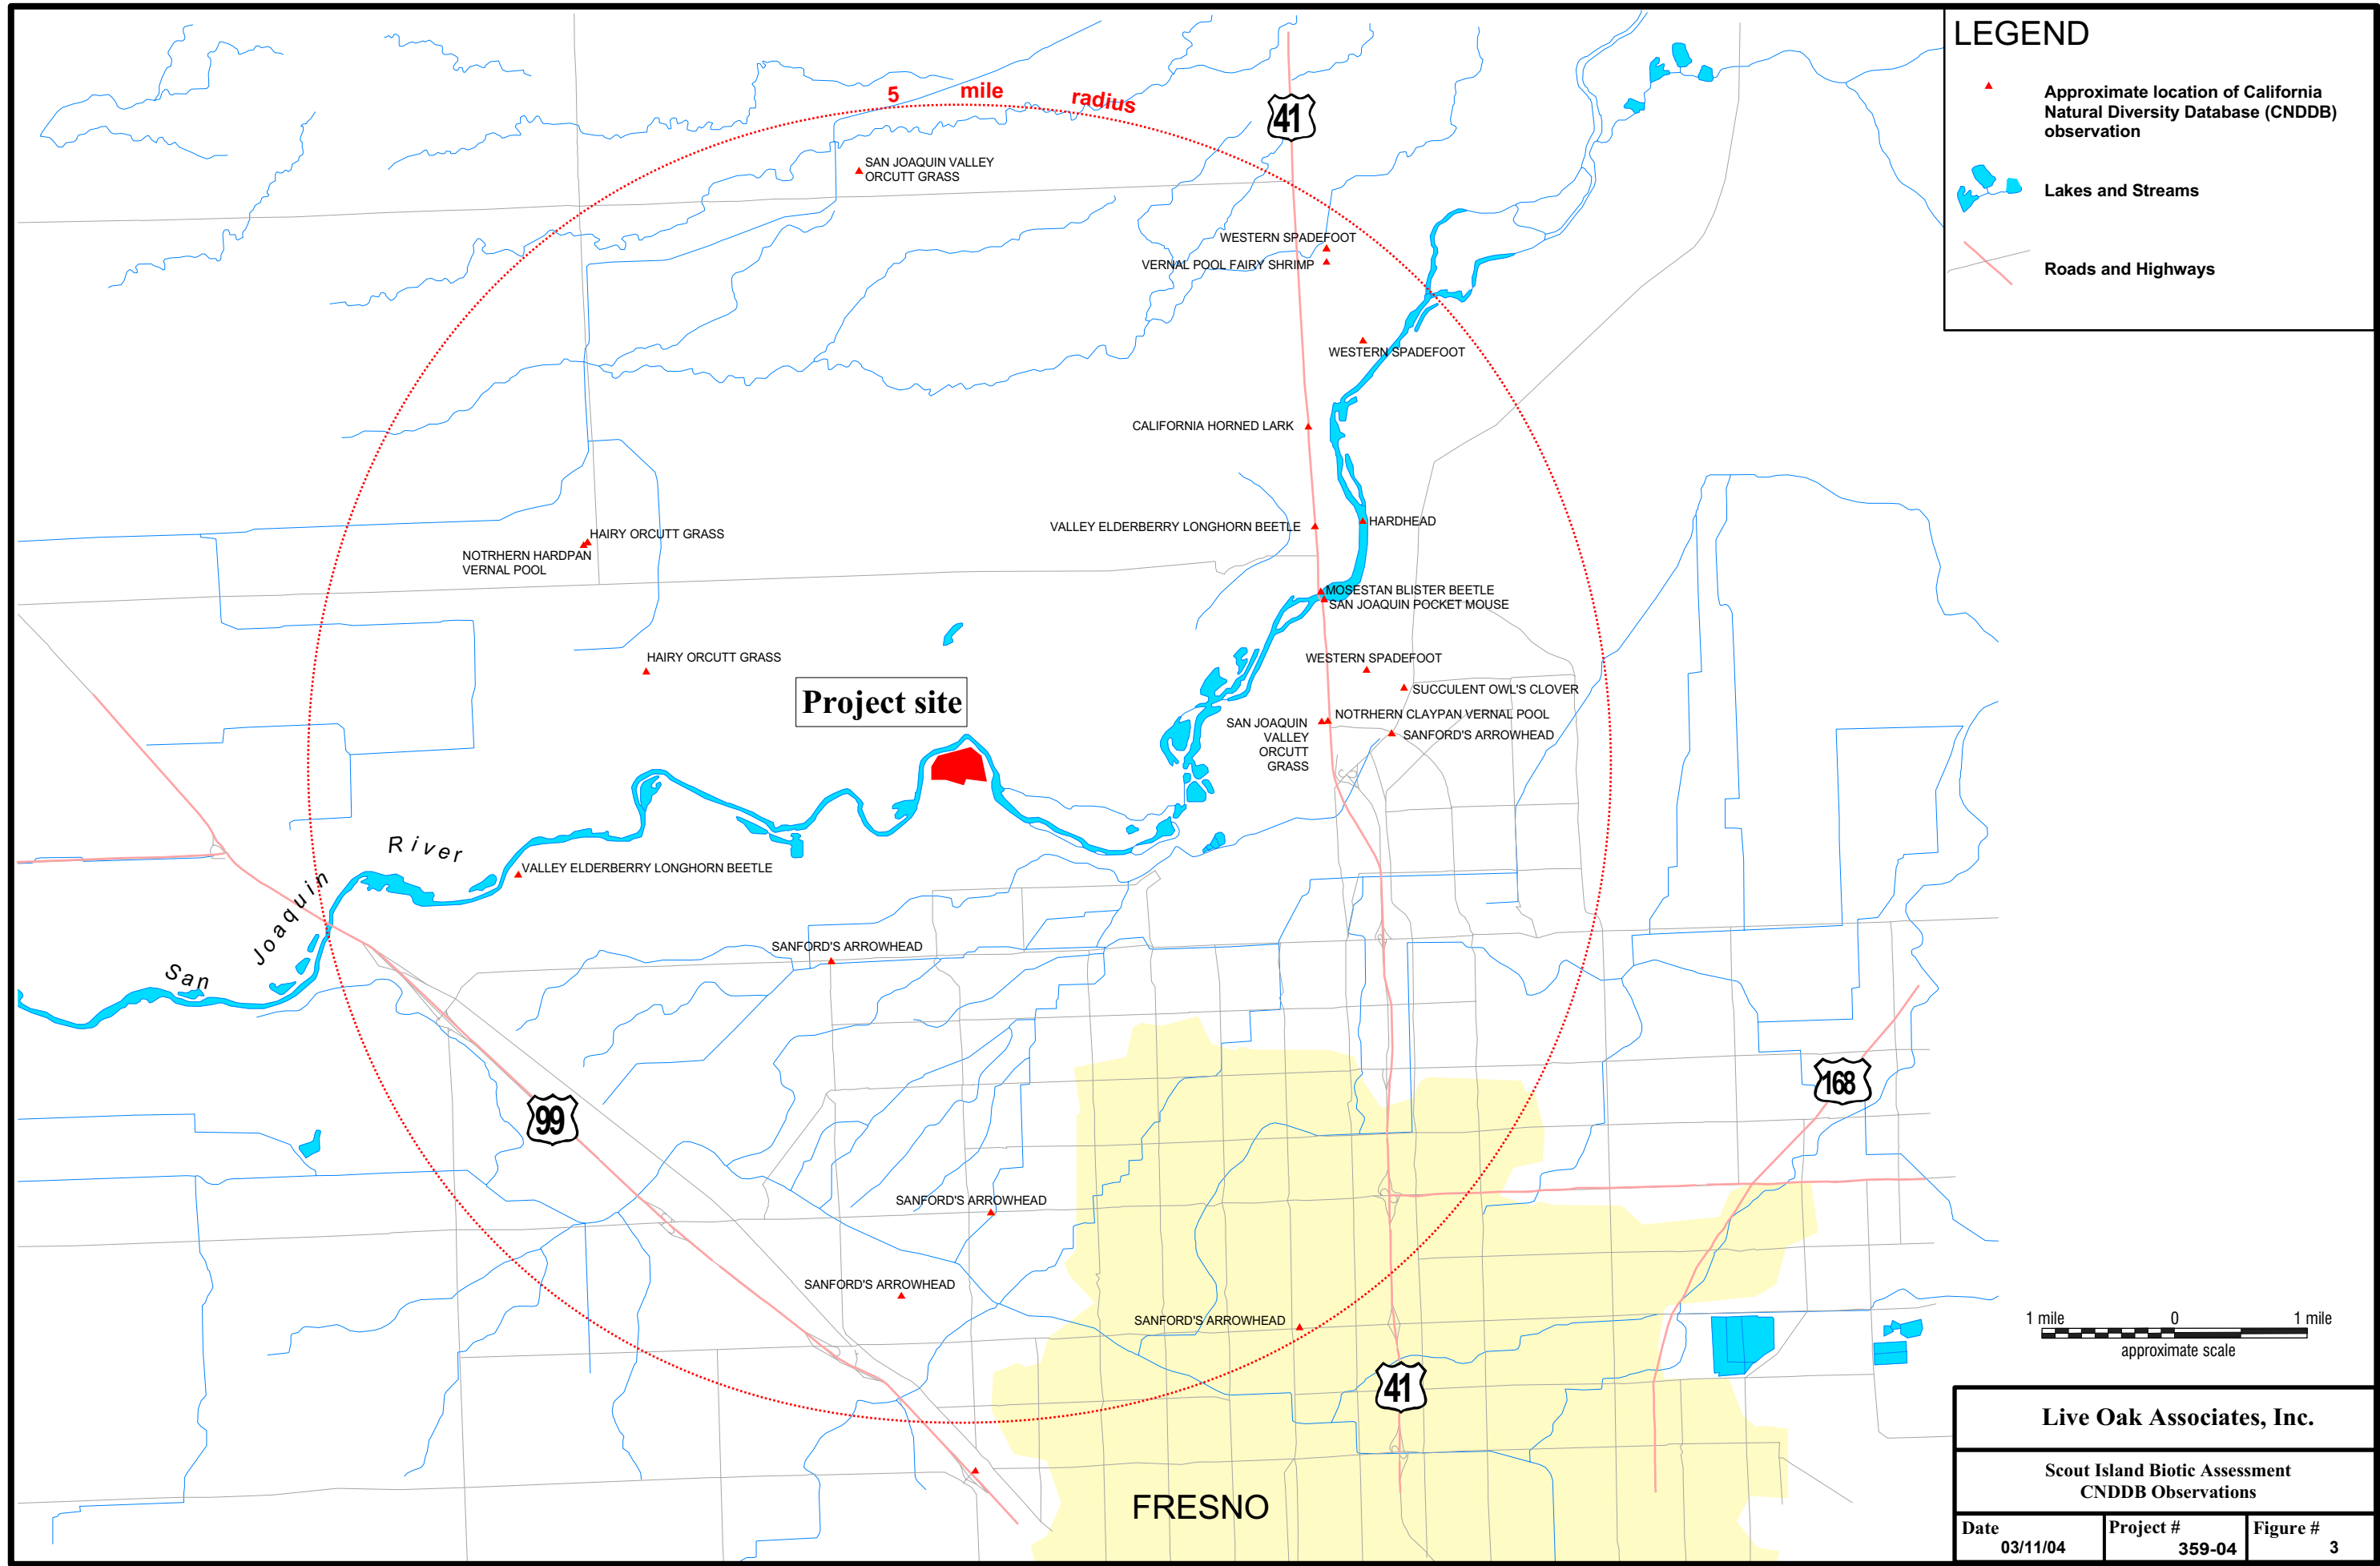 LEGEND
Approximate location of California
Natural Diversity Database (CNDDB)
observation
Lakes and Streams
Roads and Highways
5 mile radius
41
SAN JOAQUIN VALLEY
ORCUTT GRASS
WESTERN SPADEFOOT
VERNAL POOL FAIRY SHRIMP
WESTERN SPADEFOOT
CALIFORNIA HORNED LARK
VALLEY ELDERBERRY LONGHORN BEETLE
HARDHEAD
HAIRY ORCUTT GRASS
NOTRHERN HARDPAN
VERNAL POOL
MOSESTAN BLISTER BEETLE
SAN JOAQUIN POCKET MOUSE
HAIRY ORCUTT GRASS
WESTERN SPADEFOOT
Project site
SUCCULENT OWL'S CLOVER
SAN JOAQUIN
VALLEY
ORCUTT
GRASS
NOTRHERN CLAYPAN VERNAL POOL
SANFORD'S ARROWHEAD
San Joaquin River
VALLEY ELDERBERRY LONGHORN BEETLE
SANFORD'S ARROWHEAD
168
99
SANFORD'S ARROWHEAD
SANFORD'S ARROWHEAD
SANFORD'S ARROWHEAD
41
FRESNO
1 mile 0 1 mile
approximate scale
Live Oak Associates, Inc.
Scout Island Biotic Assessment
CNDDB Observations
Date
03/11/04
Project #
359-04
Figure #
3